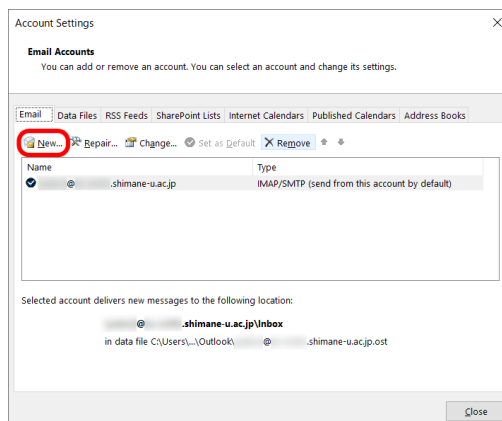 Account Settings
Email Accounts
You can add or remove an account. You can select an account and change its settings.
Email Data Files RSS Feeds SharePoint Lists Internet Calendars Published Calendars Address Books
New... Repair... Change... Set as Default Remove
Name Type
@ .shimane-u.ac.jp IMAP/SMTP (send from this account by default)
Selected account delivers new messages to the following location:
@ .shimane-u.ac.jp\Inbox
in data file C:\Users\...\Outlook\ @ .shimane-u.ac.jp.ost
Close